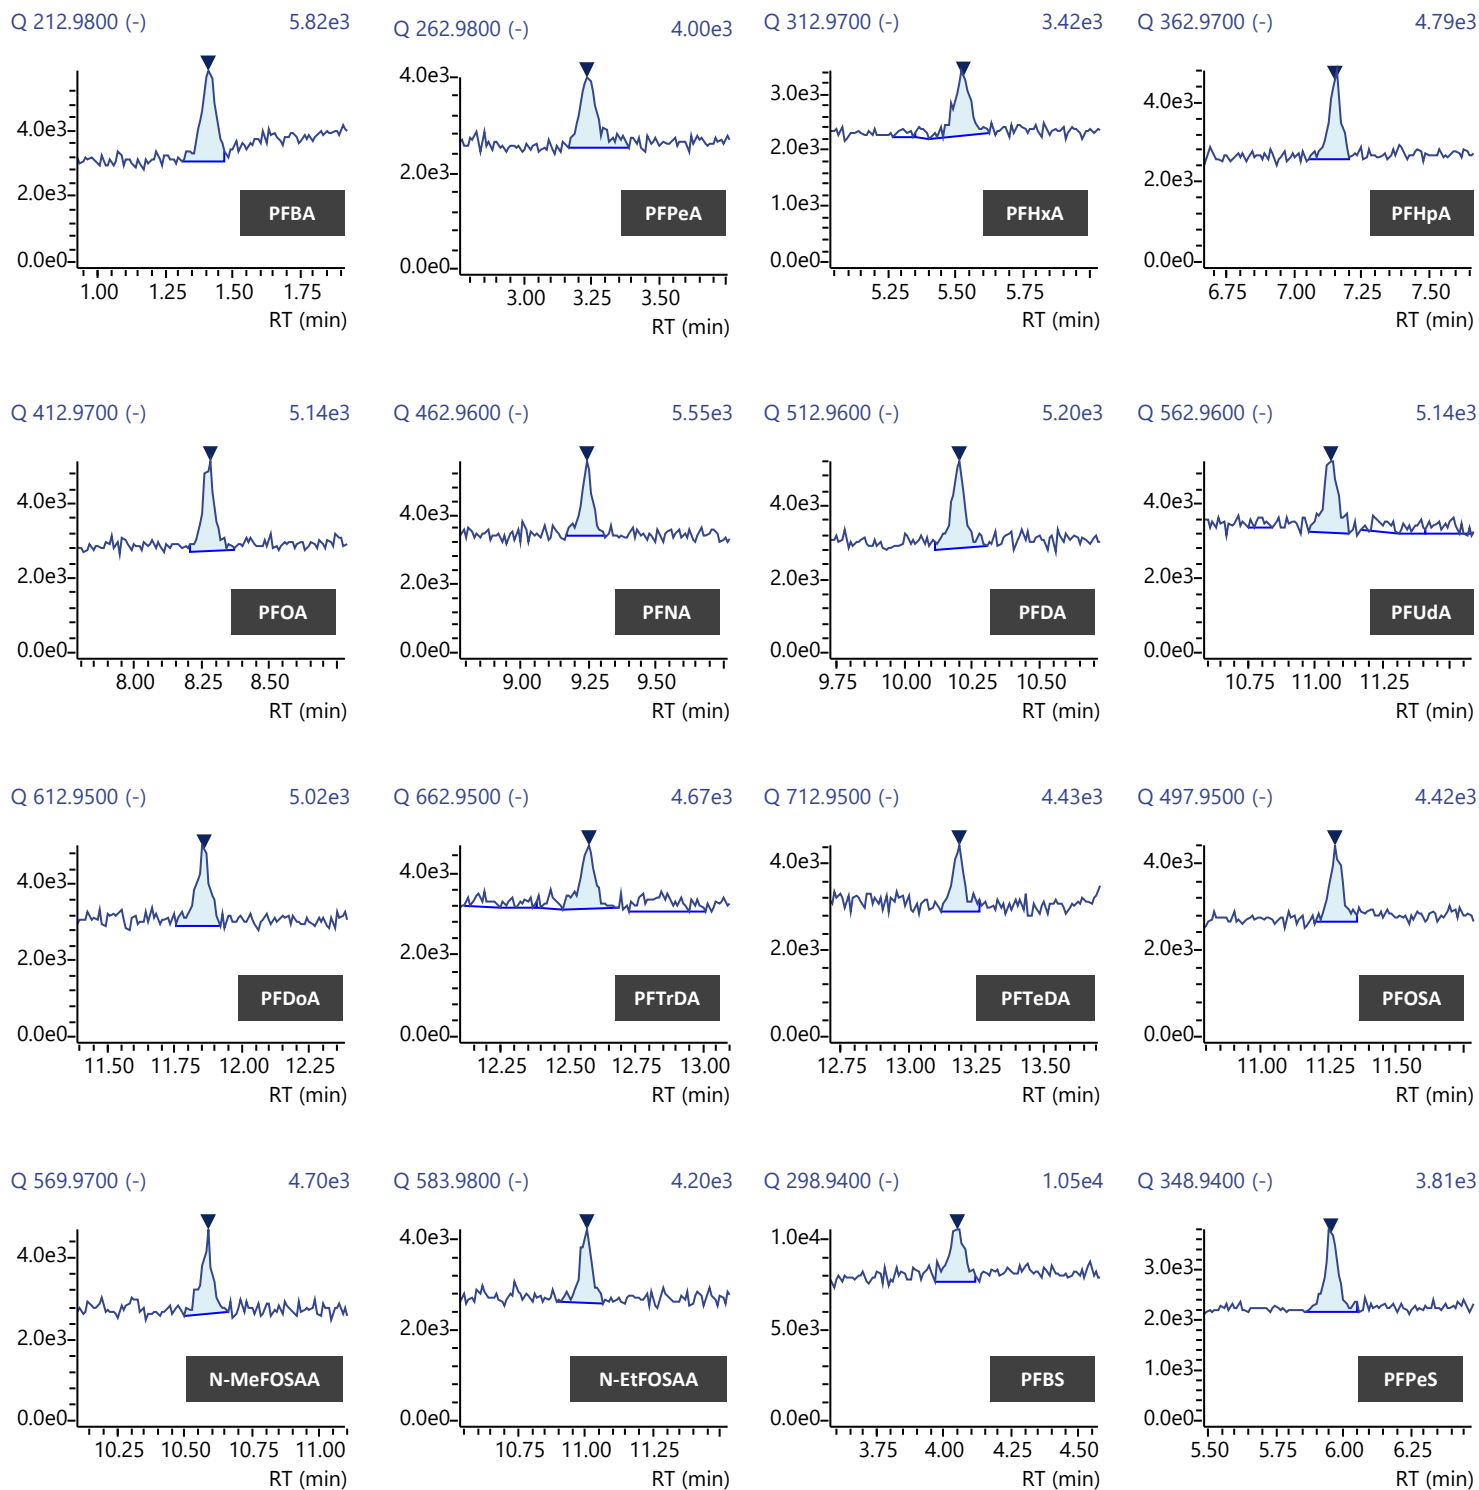 Q 212.9800 (-) 5.82e3
4.0e3
2.0e3
0.0e0
PFBA
1.00 1.25 1.50 1.75
RT (min)
Q 262.9800 (-) 4.00e3
4.0e3
2.0e3
0.0e0
PFPeA
3.00 3.25 3.50
RT (min)
Q 312.9700 (-) 3.42e3
3.0e3
2.0e3
1.0e3
0.0e0
PFHxA
5.25 5.50 5.75
RT (min)
Q 362.9700 (-) 4.79e3
4.0e3
2.0e3
0.0e0
PFHpA
6.75 7.00 7.25 7.50
RT (min)
Q 412.9700 (-) 5.14e3
4.0e3
2.0e3
0.0e0
PFOA
8.00 8.25 8.50
RT (min)
Q 462.9600 (-) 5.55e3
4.0e3
2.0e3
0.0e0
PFNA
9.00 9.25 9.50
RT (min)
Q 512.9600 (-) 5.20e3
4.0e3
2.0e3
0.0e0
PFDA
9.75 10.00 10.25 10.50
RT (min)
Q 562.9600 (-) 5.14e3
4.0e3
2.0e3
0.0e0
PFUdA
10.75 11.00 11.25
RT (min)
Q 612.9500 (-) 5.02e3
4.0e3
2.0e3
0.0e0
PFDoA
11.50 11.75 12.00 12.25
RT (min)
Q 662.9500 (-) 4.67e3
4.0e3
2.0e3
0.0e0
PFTrDA
12.25 12.50 12.75 13.00
RT (min)
Q 712.9500 (-) 4.43e3
4.0e3
2.0e3
0.0e0
PFTeDA
12.75 13.00 13.25 13.50
RT (min)
Q 497.9500 (-) 4.42e3
4.0e3
2.0e3
0.0e0
PFOSA
11.00 11.25 11.50
RT (min)
Q 569.9700 (-) 4.70e3
4.0e3
2.0e3
0.0e0
N-MeFOSAA
10.25 10.50 10.75 11.00
RT (min)
Q 583.9800 (-) 4.20e3
4.0e3
2.0e3
0.0e0
N-EtFOSAA
10.75 11.00 11.25
RT (min)
Q 298.9400 (-) 1.05e4
1.0e4
5.0e3
0.0e0
PFBS
3.75 4.00 4.25 4.50
RT (min)
Q 348.9400 (-) 3.81e3
3.0e3
2.0e3
1.0e3
0.0e0
PFPeS
5.50 5.75 6.00 6.25
RT (min)